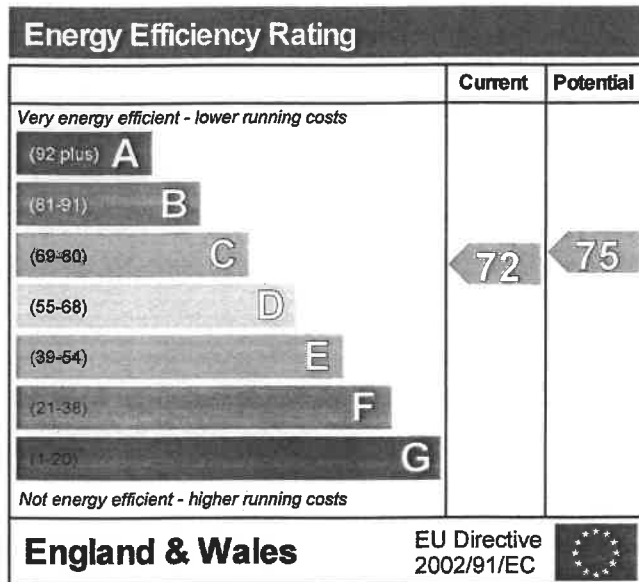 Energy Efficiency Rating
Current Potential
Very energy efficient - lower running costs
(92 plus) A
(81-91) B
(69-80) C
72 75
(55-68) D
(39-54) E
(21-38) F
(1-20) G
Not energy efficient - higher running costs
England & Wales
EU Directive
2002/91/EC